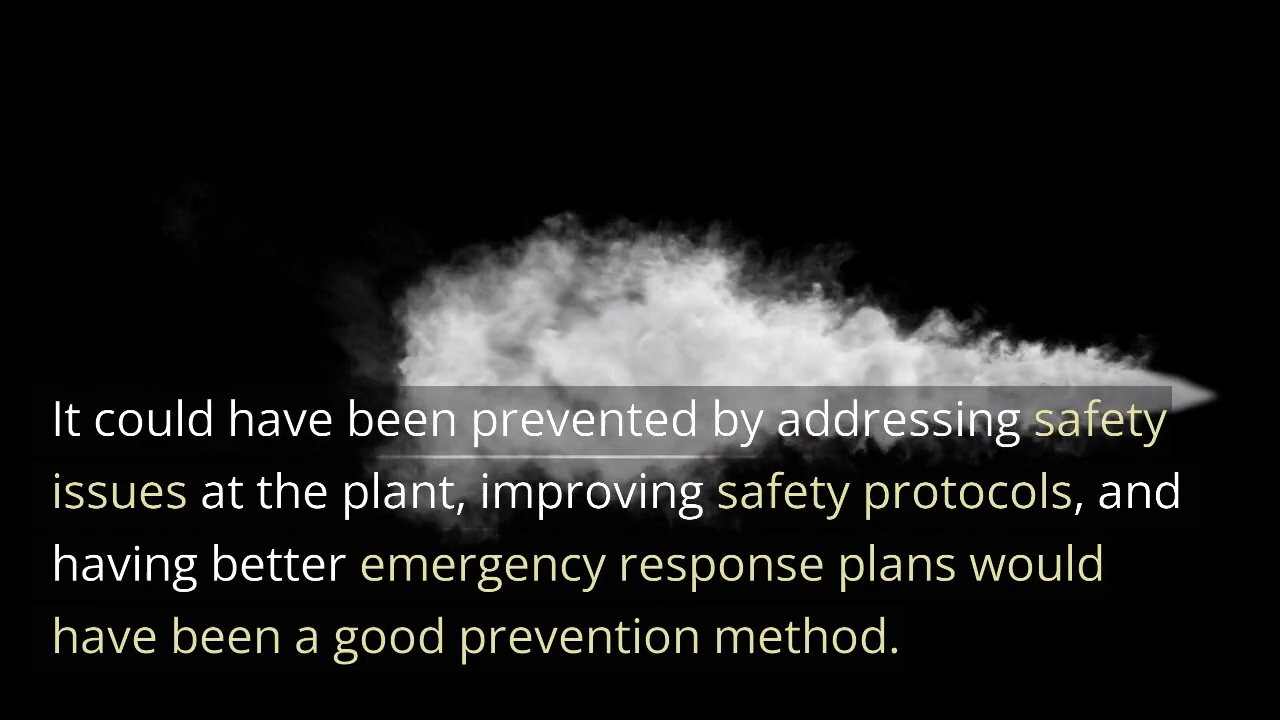 It could have been prevented by addressing safety
issues at the plant, improving safety protocols, and
having better emergency response plans would
have been a good prevention method.